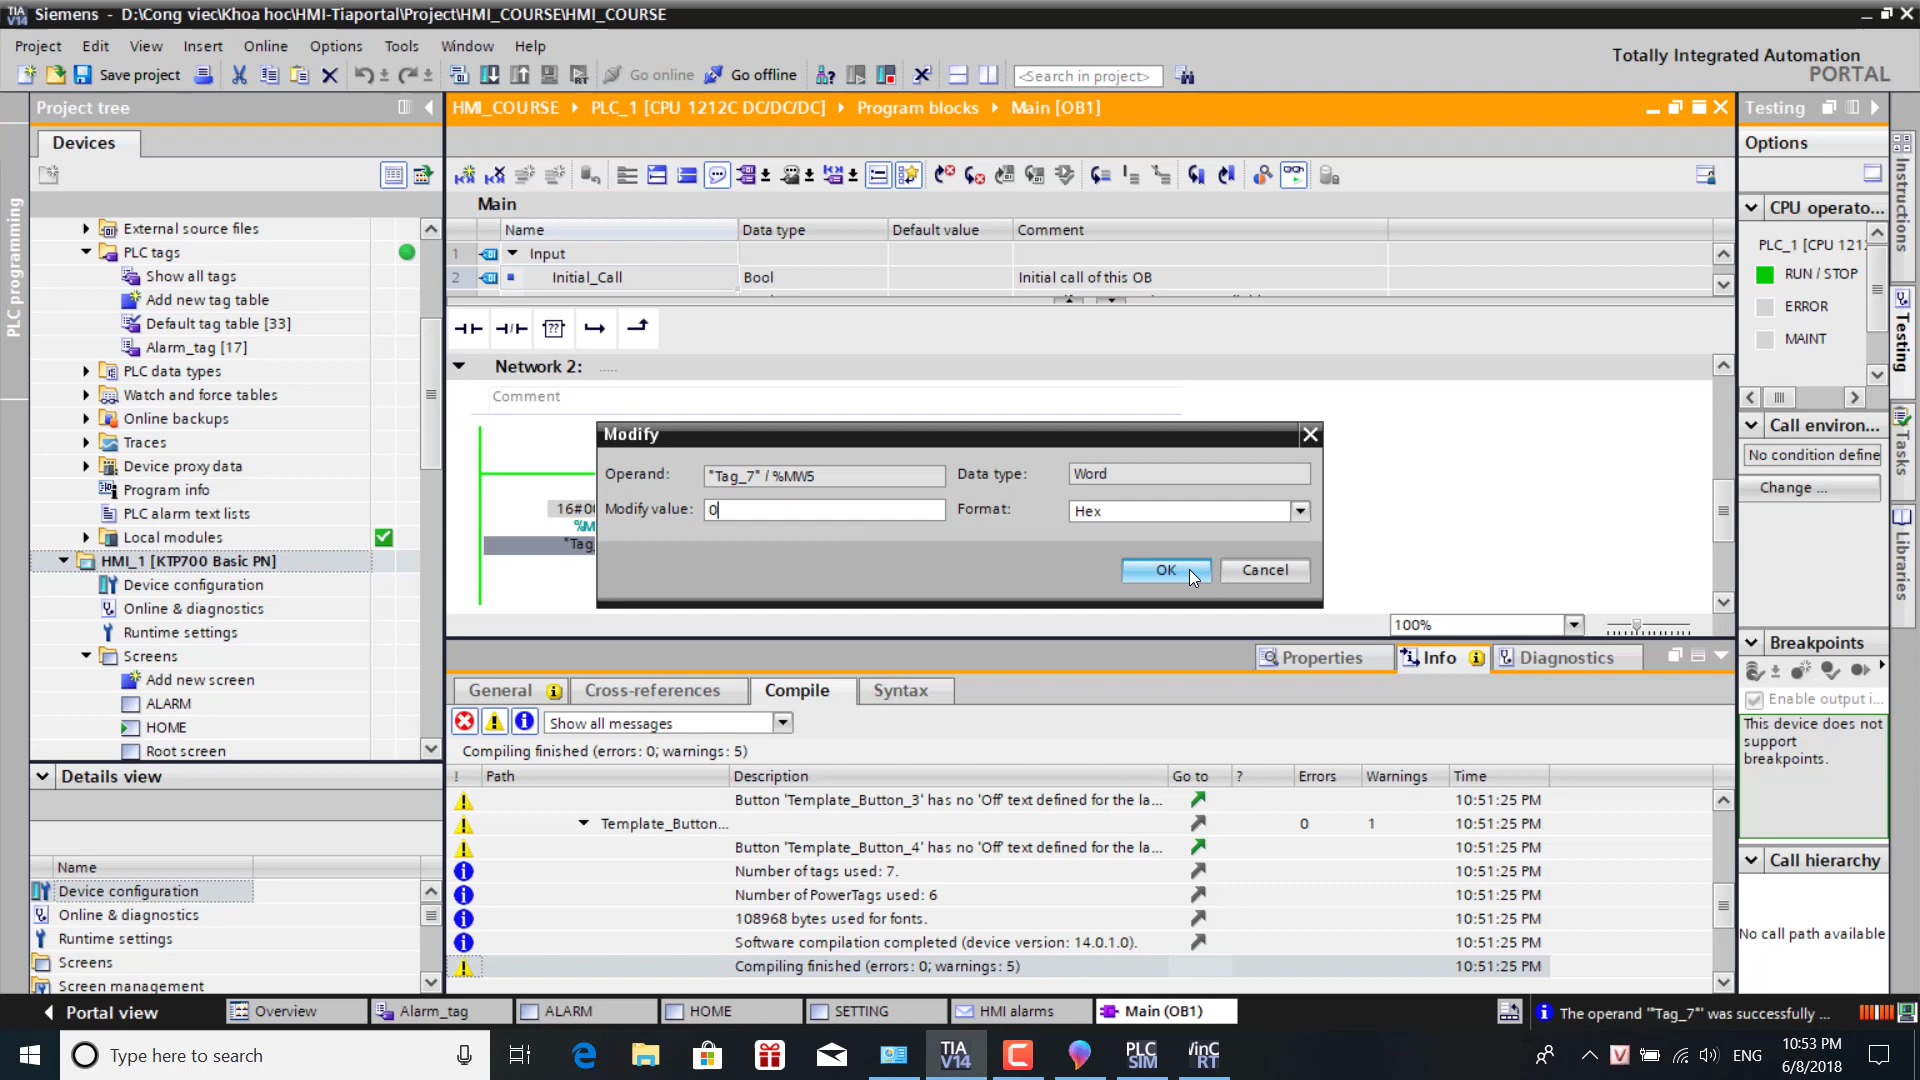 Siemens - D:\Cong viec\Khoa hoc\HMI-Tiaportal\Project\HMI_COURSE\HMI_COURSE
Project Edit View Insert Online Options Tools Window Help
Totally Integrated Automation
PORTAL
Save project
Go online
Go offline
<Search in project>
Project tree
HMI_COURSE
PLC_1 [CPU 1212C DC/DC/DC]
Program blocks
Main [OB1]
Testing
Devices
Options
PLC programming
Main
Name Data type Default value Comment
1 Input
2 Initial_Call Bool Initial call of this OB
External source files
PLC tags
Show all tags
Add new tag table
Default tag table [33]
Alarm_tag [17]
PLC data types
Watch and force tables
Online backups
Traces
Device proxy data
Program info
PLC alarm text lists
Local modules
HMI_1 [KTP700 Basic PN]
Device configuration
Online & diagnostics
Runtime settings
Screens
Add new screen
ALARM
HOME
Root screen
Network 2: .....
Comment
16#0
%M
"Tag_
Modify
Operand: "Tag_7" / %MW5 Data type: Word
Modify value: 0 Format: Hex
OK Cancel
100%
CPU operato...
PLC_1 [CPU 121
RUN / STOP
ERROR
MAINT
Call environ...
No condition define
Change ...
Breakpoints
Enable output i...
This device does not
support
breakpoints.
Call hierarchy
No call path available
Instructions
Testing
Tasks
Libraries
Properties Info Diagnostics
General Cross-references Compile Syntax
Show all messages
Compiling finished (errors: 0; warnings: 5)
! Path Description Go to ? Errors Warnings Time
Button 'Template_Button_3' has no 'Off' text defined for the la... 10:51:25 PM
Template_Button... 0 1 10:51:25 PM
Button 'Template_Button_4' has no 'Off' text defined for the la... 10:51:25 PM
Number of tags used: 7. 10:51:25 PM
Number of PowerTags used: 6 10:51:25 PM
108968 bytes used for fonts. 10:51:25 PM
Software compilation completed (device version: 14.0.1.0). 10:51:25 PM
Compiling finished (errors: 0; warnings: 5) 10:51:25 PM
Details view
Name
Device configuration
Online & diagnostics
Runtime settings
Screens
Screen management
Portal view
Overview
Alarm_tag
ALARM
HOME
SETTING
HMI alarms
Main (OB1)
The operand '"Tag_7"' was successfully ...
Type here to search
TIA
V14
PLC
SIM
WinC
RT
ENG
10:53 PM
6/8/2018